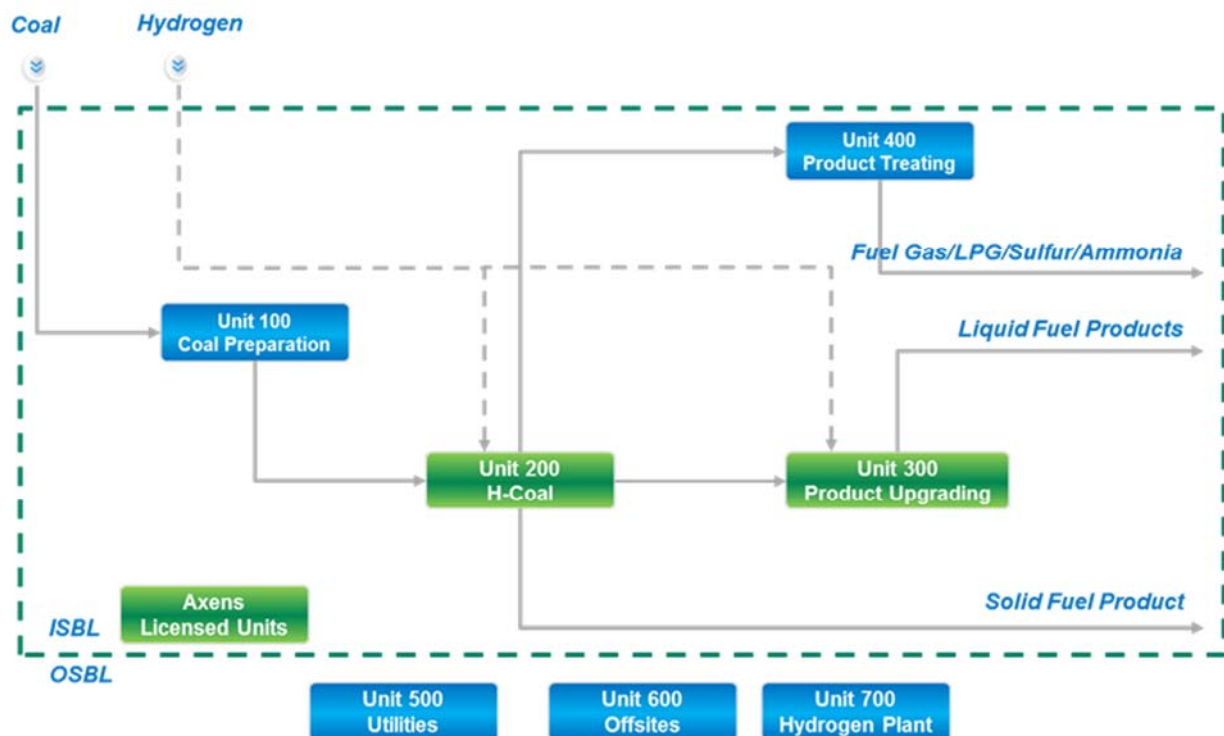 Coal
Hydrogen
Unit 400
Product Treating
Fuel Gas/LPG/Sulfur/Ammonia
Unit 100
Coal Preparation
Liquid Fuel Products
Unit 200
H-Coal
Unit 300
Product Upgrading
Axens
Licensed Units
Solid Fuel Product
ISBL
OSBL
Unit 500
Utilities
Unit 600
Offsites
Unit 700
Hydrogen Plant